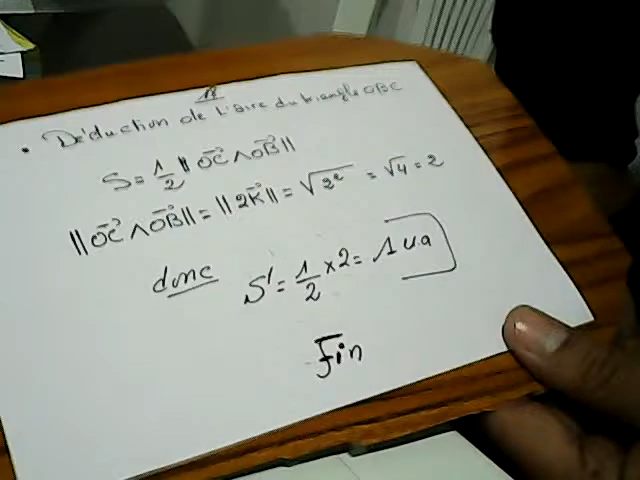 11
• Déduction de l'aire du triangle OBC
S = 1/2 ||OC⃗ ∧ OB⃗||
||OC⃗ ∧ OB⃗|| = ||2K⃗|| = √2² = √4 = 2
donc S' = 1/2 × 2 = 1 ua
Fin